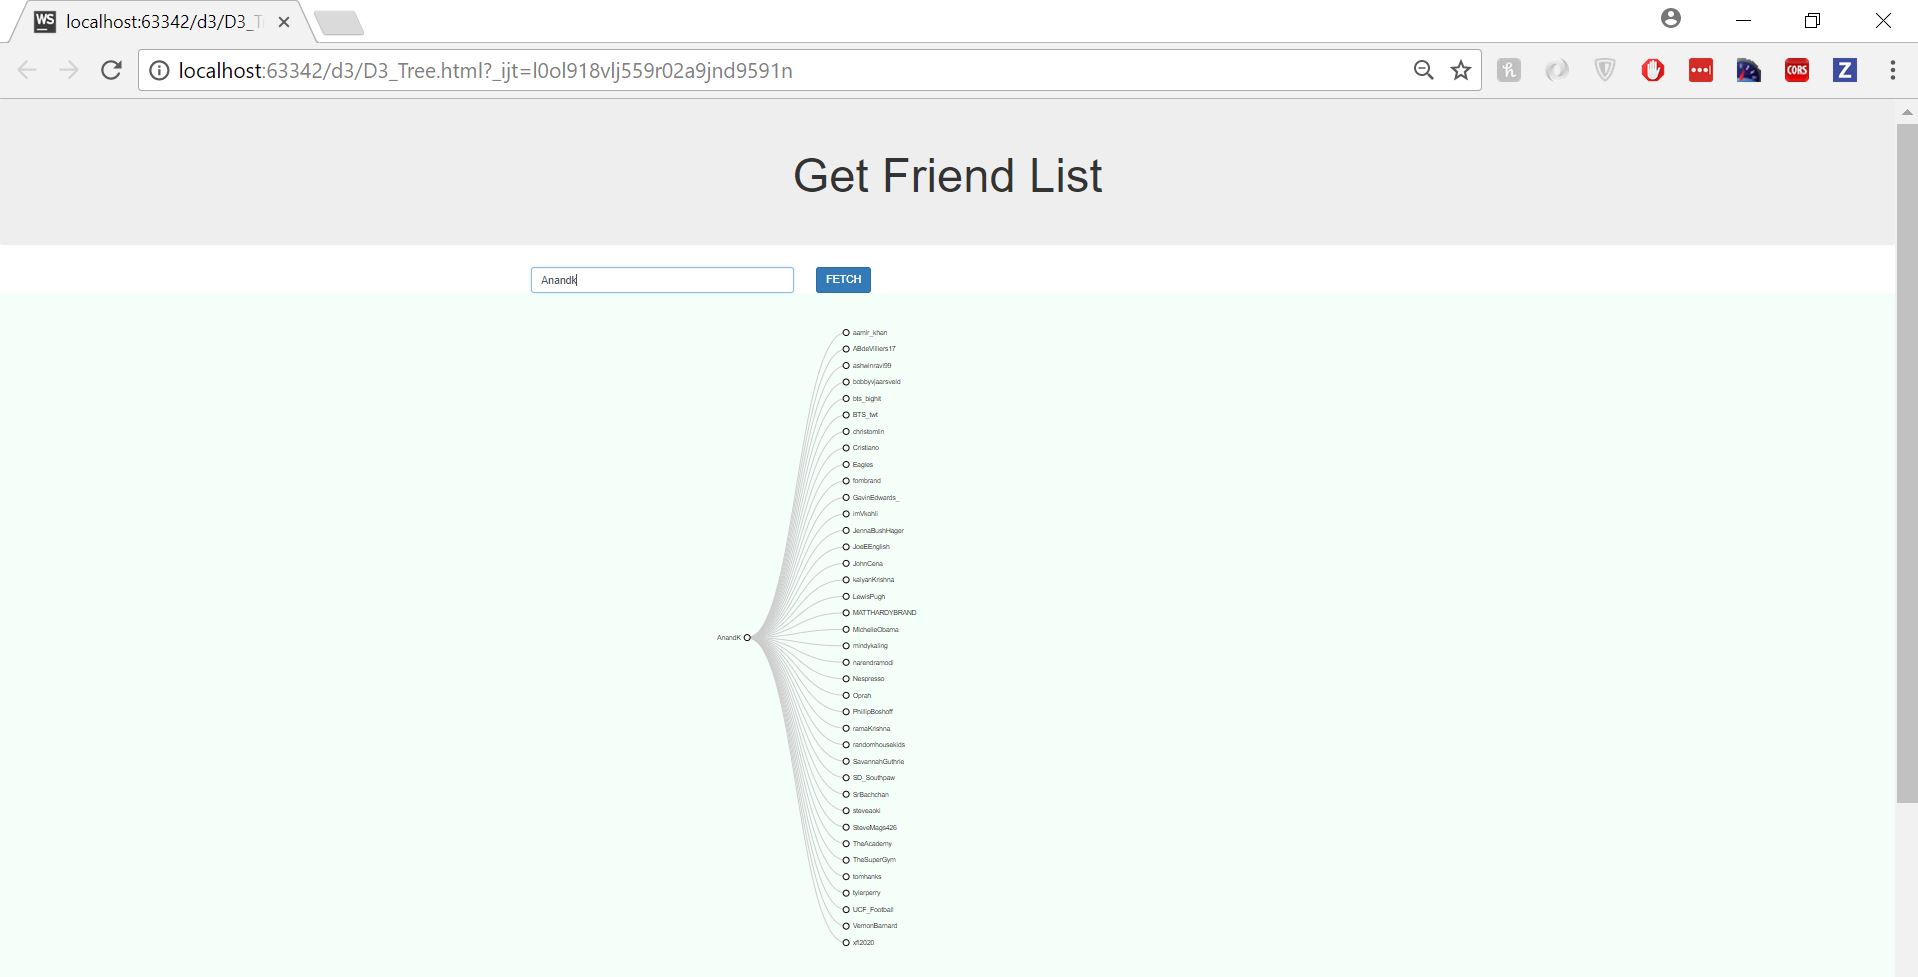 WS localhost:63342/d3/D3_T
localhost:63342/d3/D3_Tree.html?_ijt=l0ol918vlj559r02a9jnd9591n
CORS Z
Get Friend List
Anandk FETCH
aamir_khan
ABdeVilliers17
ashwinravi99
bobbyvjaarsveld
bts_bighit
BTS_twt
christomlin
Cristiano
Eagles
fombrand
GavinEdwards_
imVkohli
JennaBushHager
JoeEEnglish
JohnCena
kalyanKrishna
LewisPugh
MATTHARDYBRAND
MichelleObama
AnandK
mindykaling
narendramodi
Nespresso
Oprah
PhillipBoshoff
ramaKrishna
randomhousekids
SavannahGuthrie
SD_Southpaw
SrBachchan
steveaoki
SteveMags426
TheAcademy
TheSuperGym
tomhanks
tylerperry
UCF_Football
VernonBarnard
xfl2020